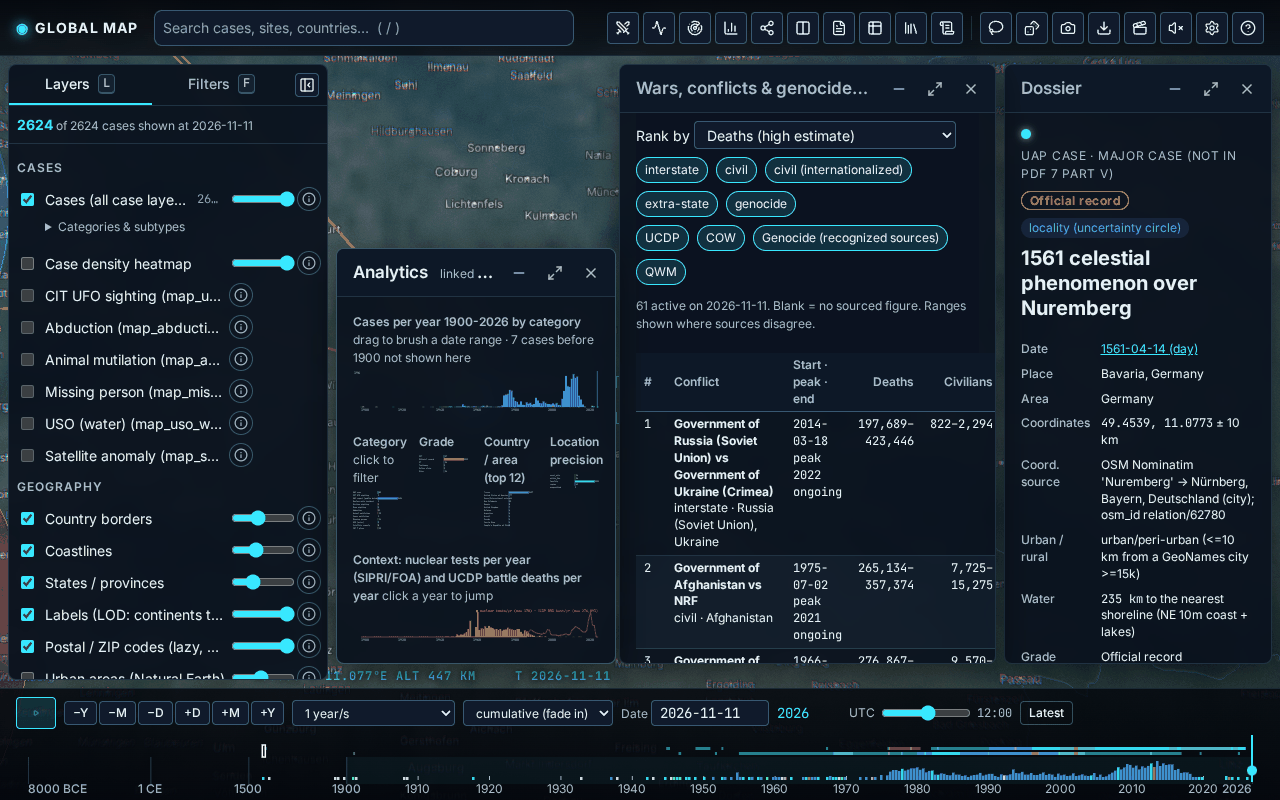 GLOBAL MAP
Search cases, sites, countries... ( / )
Layers L
Filters F
2624 of 2624 cases shown at 2026-11-11
CASES
Cases (all case laye... 26...
Categories & subtypes
Case density heatmap
CIT UFO sighting (map_u...
Abduction (map_abducti...
Animal mutilation (map_a...
Missing person (map_mis...
USO (water) (map_uso_w...
Satellite anomaly (map_s...
GEOGRAPHY
Country borders
Coastlines
States / provinces
Labels (LOD: continents t...
Postal / ZIP codes (lazy, ...
Urban areas (Natural Earth)
Schmalkalden
Ilmenau
Rudolstadt
Saalfeld
Suhl
Meiningen
Hildburghausen
Sonneberg
Naila
Coburg
Kronach
Lichtenfels
Kulmbach
Analytics linked ...
Cases per year 1900-2026 by category
drag to brush a date range · 7 cases before
1900 not shown here
Category
click to
filter
Grade
Country
/ area
(top 12)
Location
precision
Context: nuclear tests per year
(SIPRI/FOA) and UCDP battle deaths per
year click a year to jump
11.077°E ALT 447 KM T 2026-11-11
Wars, conflicts & genocide...
Rank by Deaths (high estimate)
interstate civil civil (internationalized)
extra-state genocide
UCDP COW Genocide (recognized sources)
QWM
61 active on 2026-11-11. Blank = no sourced figure. Ranges
shown where sources disagree.
# Conflict Start · peak · end Deaths Civilians
1 Government of Russia (Soviet Union) vs Government of Ukraine (Crimea)
interstate · Russia (Soviet Union), Ukraine
2014-03-18 peak 2022 ongoing
197,689–423,446
822–2,294
2 Government of Afghanistan vs NRF
civil · Afghanistan
1975-07-02 peak 2021 ongoing
265,134–357,374
7,725–15,275
3 Government of 1966- 276,867– 9,570–
Dossier
UAP CASE · MAJOR CASE (NOT IN
PDF 7 PART V)
Official record
locality (uncertainty circle)
1561 celestial
phenomenon over
Nuremberg
Date 1561-04-14 (day)
Place Bavaria, Germany
Area Germany
Coordinates 49.4539, 11.0773 ± 10
km
Coord. source OSM Nominatim
'Nuremberg' → Nürnberg,
Bayern, Deutschland (city);
osm_id relation/62780
Urban / rural urban/peri-urban (<=10
km from a GeoNames city
>=15k)
Water 235 km to the nearest
shoreline (NE 10m coast +
lakes)
Grade Official record
−Y −M −D +D +M +Y
1 year/s
cumulative (fade in)
Date 2026-11-11 2026
UTC 12:00 Latest
8000 BCE 1 CE 1500 1900 1910 1920 1930 1940 1950 1960 1970 1980 1990 2000 2010 2020 2026